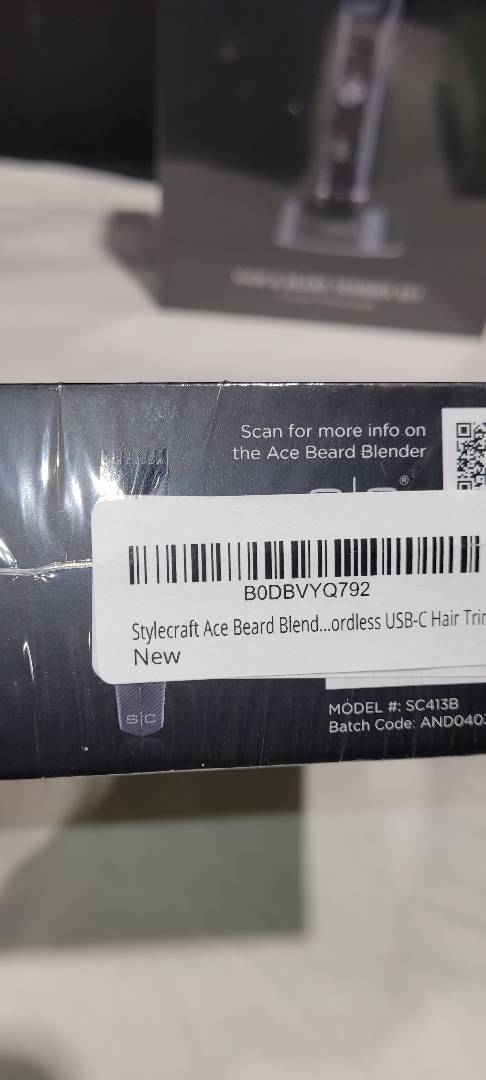 Scan for more info on
the Ace Beard Blender
S|C®
B0DBVYQ792
Stylecraft Ace Beard Blend...ordless USB-C Hair Trin
New
S|C
MODEL #: SC413B
Batch Code: AND0403